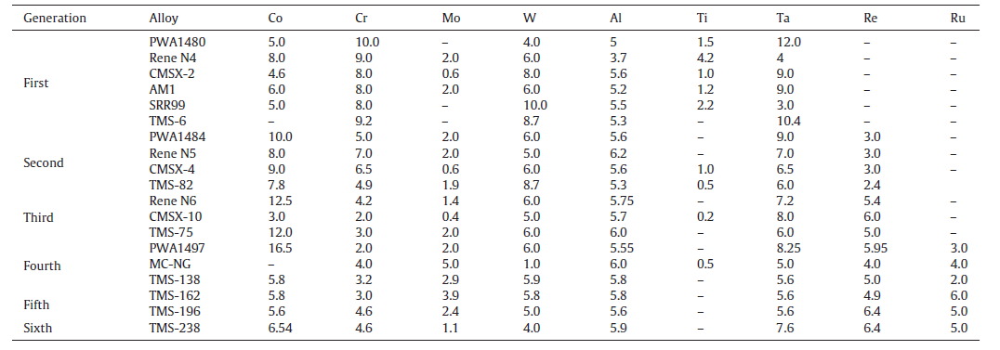 Generation Alloy Co Cr Mo W Al Ti Ta Re Ru
PWA1480 5.0 10.0 – 4.0 5 1.5 12.0 – –
Rene N4 8.0 9.0 2.0 6.0 3.7 4.2 4 – –
CMSX-2 4.6 8.0 0.6 8.0 5.6 1.0 9.0 – –
First
AM1 6.0 8.0 2.0 6.0 5.2 1.2 9.0 – –
SRR99 5.0 8.0 – 10.0 5.5 2.2 3.0 – –
TMS-6 – 9.2 – 8.7 5.3 – 10.4 – –
PWA1484 10.0 5.0 2.0 6.0 5.6 – 9.0 3.0 –
Rene N5 8.0 7.0 2.0 5.0 6.2 – 7.0 3.0 –
Second
CMSX-4 9.0 6.5 0.6 6.0 5.6 1.0 6.5 3.0 –
TMS-82 7.8 4.9 1.9 8.7 5.3 0.5 6.0 2.4
Rene N6 12.5 4.2 1.4 6.0 5.75 – 7.2 5.4 –
Third CMSX-10 3.0 2.0 0.4 5.0 5.7 0.2 8.0 6.0 –
TMS-75 12.0 3.0 2.0 6.0 6.0 – 6.0 5.0 –
PWA1497 16.5 2.0 2.0 6.0 5.55 – 8.25 5.95 3.0
Fourth MC-NG – 4.0 5.0 1.0 6.0 0.5 5.0 4.0 4.0
TMS-138 5.8 3.2 2.9 5.9 5.8 – 5.6 5.0 2.0
Fifth
TMS-162 5.8 3.0 3.9 5.8 5.8 – 5.6 4.9 6.0
TMS-196 5.6 4.6 2.4 5.0 5.6 – 5.6 6.4 5.0
Sixth TMS-238 6.54 4.6 1.1 4.0 5.9 – 7.6 6.4 5.0